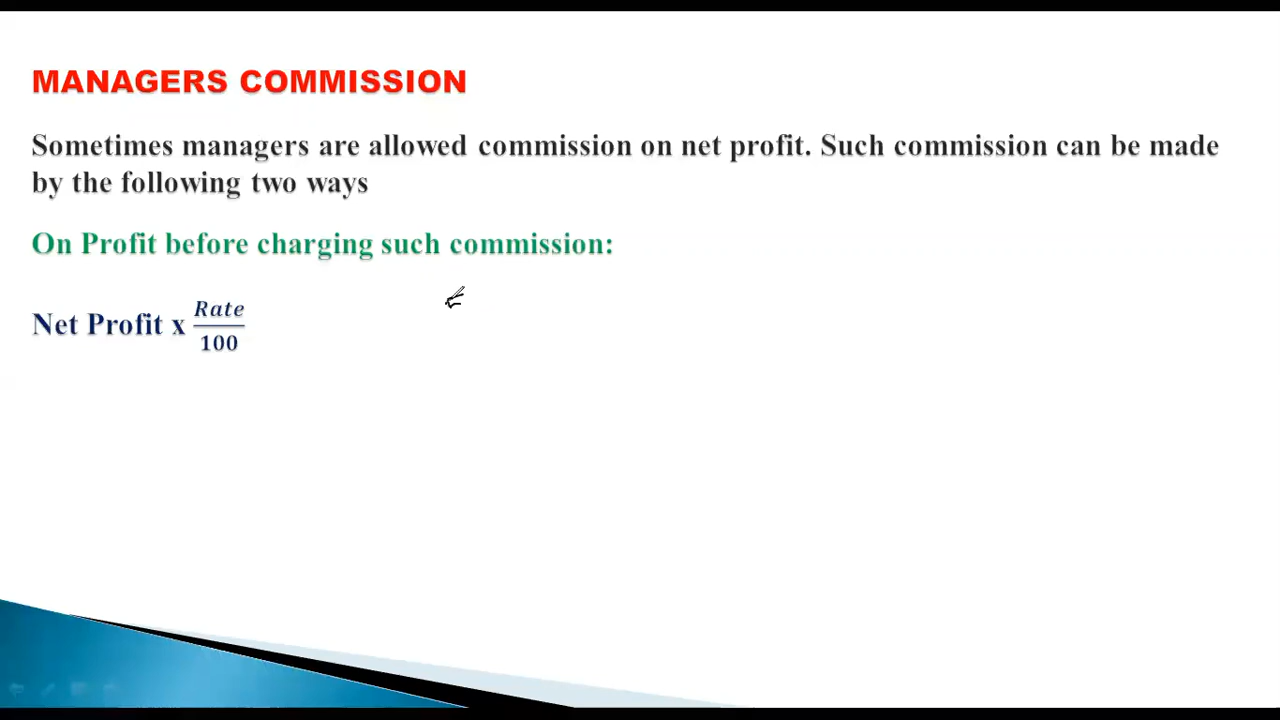 MANAGERS COMMISSION
Sometimes managers are allowed commission on net profit. Such commission can be made
by the following two ways
On Profit before charging such commission:
Net Profit x Rate/100